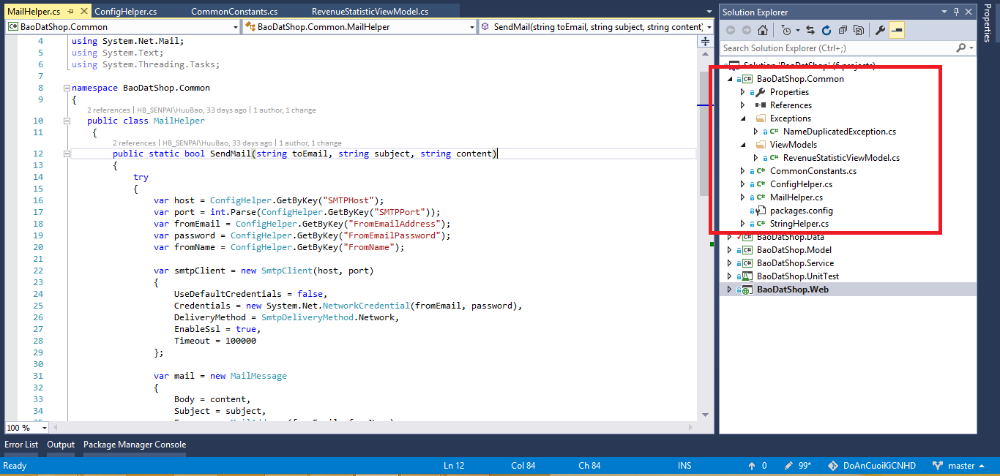 MailHelper.cs
ConfigHelper.cs
CommonConstants.cs
RevenueStatisticViewModel.cs
BaoDatShop.Common
BaoDatShop.Common.MailHelper
SendMail(string toEmail, string subject, string content)
4 using System.Net.Mail;
5 using System.Text;
6 using System.Threading.Tasks;
7
8 namespace BaoDatShop.Common
9 {
2 references | HB_SENPAI\HuuBao, 33 days ago | 1 author, 1 change
10 public class MailHelper
11 {
2 references | HB_SENPAI\HuuBao, 33 days ago | 1 author, 1 change
12 public static bool SendMail(string toEmail, string subject, string content)
13 {
14 try
15 {
16 var host = ConfigHelper.GetByKey("SMTPHost");
17 var port = int.Parse(ConfigHelper.GetByKey("SMTPPort"));
18 var fromEmail = ConfigHelper.GetByKey("FromEmailAddress");
19 var password = ConfigHelper.GetByKey("FromEmailPassword");
20 var fromName = ConfigHelper.GetByKey("FromName");
21
22 var smtpClient = new SmtpClient(host, port)
23 {
24 UseDefaultCredentials = false,
25 Credentials = new System.Net.NetworkCredential(fromEmail, password),
26 DeliveryMethod = SmtpDeliveryMethod.Network,
27 EnableSsl = true,
28 Timeout = 100000
29 };
30
31 var mail = new MailMessage
32 {
33 Body = content,
34 Subject = subject,
100 %
Error List Output Package Manager Console
Ready Ln 12 Col 84 Ch 84 INS 0 99* DoAnCuoiKiCNHD master
Solution Explorer
Search Solution Explorer (Ctrl+;)
Solution 'BaoDatShop' (6 projects)
BaoDatShop.Common
Properties
References
Exceptions
NameDuplicatedException.cs
ViewModels
RevenueStatisticViewModel.cs
CommonConstants.cs
ConfigHelper.cs
MailHelper.cs
packages.config
StringHelper.cs
BaoDatShop.Data
BaoDatShop.Model
BaoDatShop.Service
BaoDatShop.UnitTest
BaoDatShop.Web
Properties